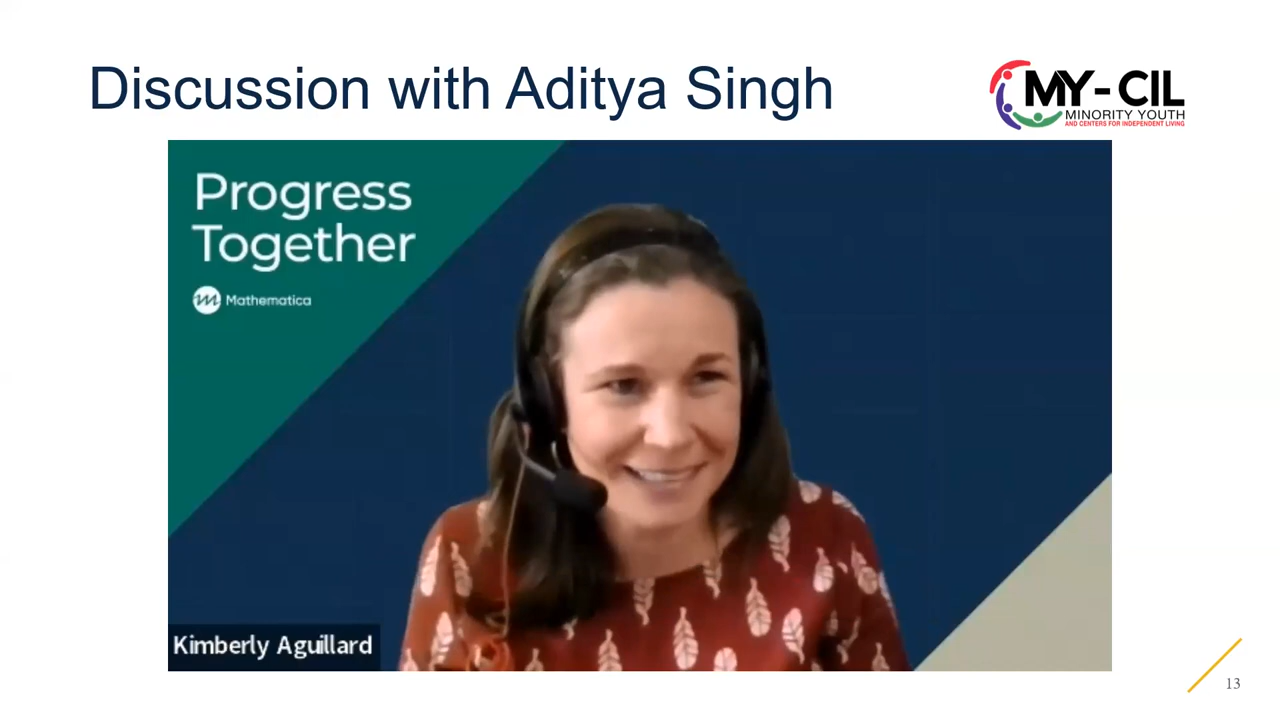 Discussion with Aditya Singh
MY-CIL
MINORITY YOUTH
AND CENTERS FOR INDEPENDENT LIVING
Progress
Together
Mathematica
Kimberly Aguillard
13